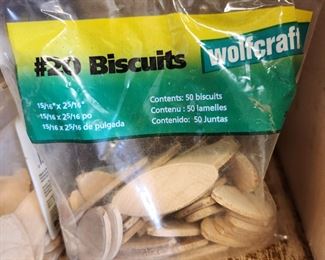 #20 Biscuits
wolfcraft
15/16" x 25/16"
15/16 x 25/16 po
15/16 x 25/16 de pulgada
Contents: 50 biscuits
Contenu : 50 lamelles
Contenido: 50 Juntas